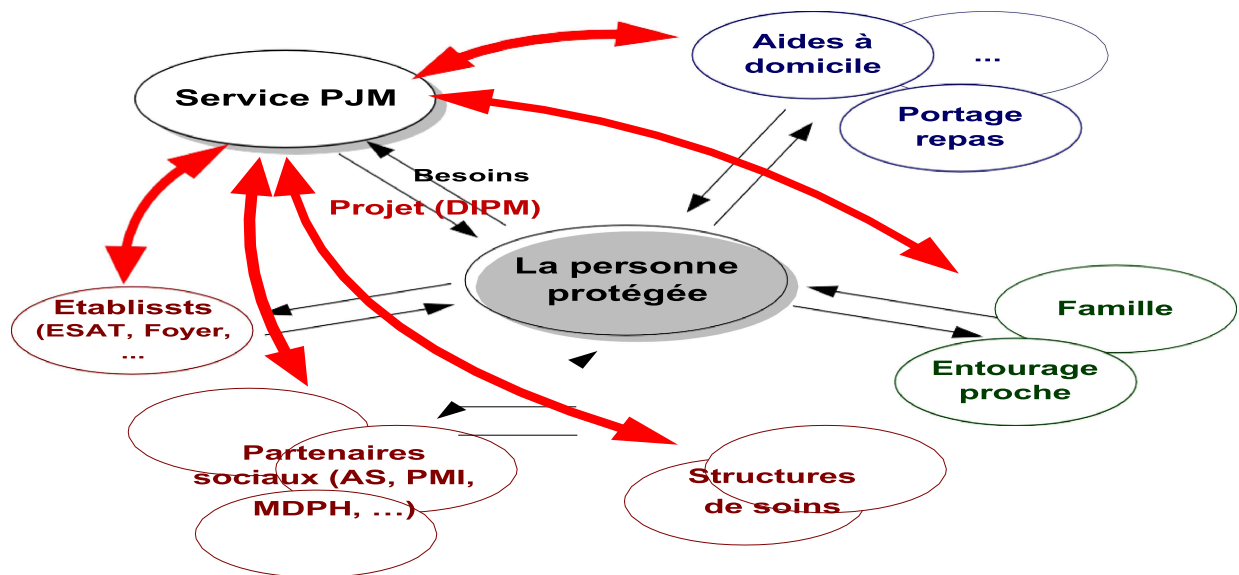 Aides à
domicile
...
Service PJM
Portage
repas
Besoins
Projet (DIPM)
La personne
protégée
Etablissts
(ESAT, Foyer,
...
Famille
Entourage
proche
Partenaires
sociaux (AS, PMI,
MDPH, ...)
Structures
de soins